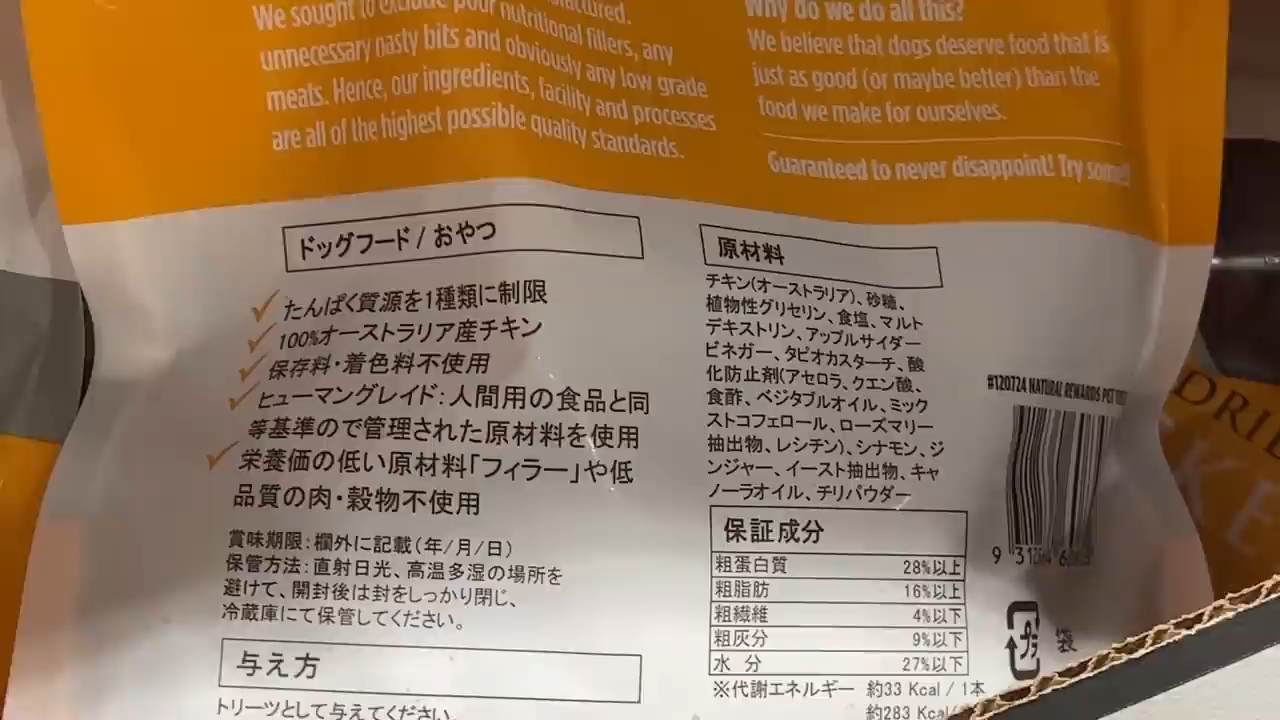 We sought to exclude poor nutritional fillers, any
unnecessary nasty bits and obviously any low grade
meats. Hence, our ingredients, facility and processes
are all of the highest possible quality standards.
Why do we do all this?
We believe that dogs deserve food that is
just as good (or maybe better) than the
food we make for ourselves.
Guaranteed to never disappoint! Try some!
ドッグフード / おやつ
たんぱく質源を1種類に制限
100%オーストラリア産チキン
保存料・着色料不使用
ヒューマングレイド:人間用の食品と同
等基準ので管理された原材料を使用
栄養価の低い原材料「フィラー」や低
品質の肉・穀物不使用
賞味期限:欄外に記載(年/月/日)
保管方法:直射日光、高温多湿の場所を
避けて、開封後は封をしっかり閉じ、
冷蔵庫にて保管してください。
与え方
トリーツとして与えてください。
原材料
チキン(オーストラリア)、砂糖、
植物性グリセリン、食塩、マルト
デキストリン、アップルサイダー
ビネガー、タピオカスターチ、酸
化防止剤(アセロラ、クエン酸、
食酢、ベジタブルオイル、ミック
ストコフェロール、ローズマリー
抽出物、レシチン)、シナモン、ジ
ンジャー、イースト抽出物、キャ
ノーラオイル、チリパウダー
保証成分
粗蛋白質 28%以上
粗脂肪 16%以上
粗繊維 4%以下
粗灰分 9%以下
水 分 27%以下
※代謝エネルギー 約33 Kcal / 1本
約283 Kcal/
#120724 NATURAL REWARDS PET
プラ
袋